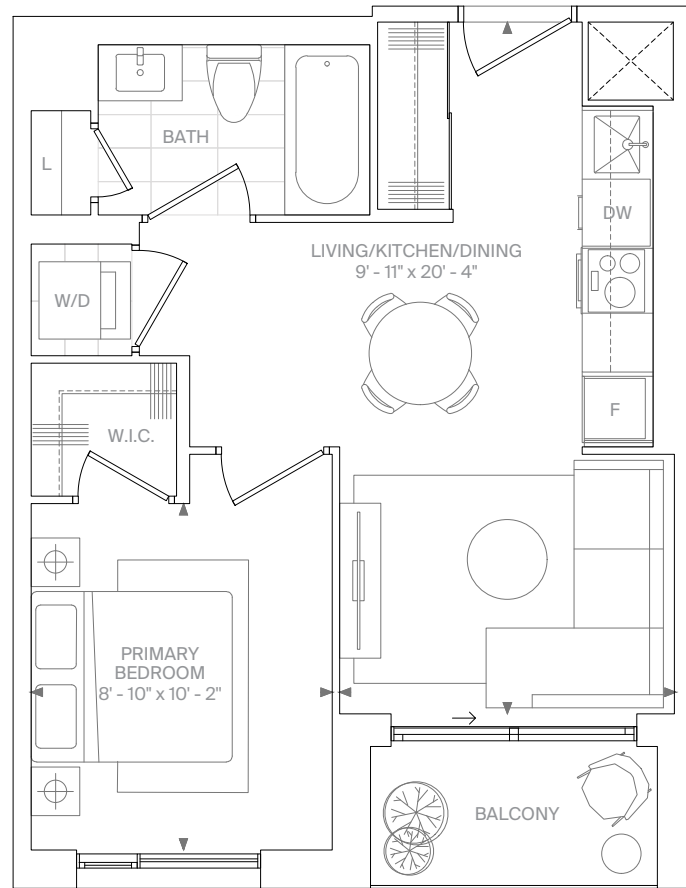 BATH
L
DW
LIVING/KITCHEN/DINING
9' - 11" x 20' - 4"
W/D
F
W.I.C.
PRIMARY
BEDROOM
8' - 10" x 10' - 2"
BALCONY